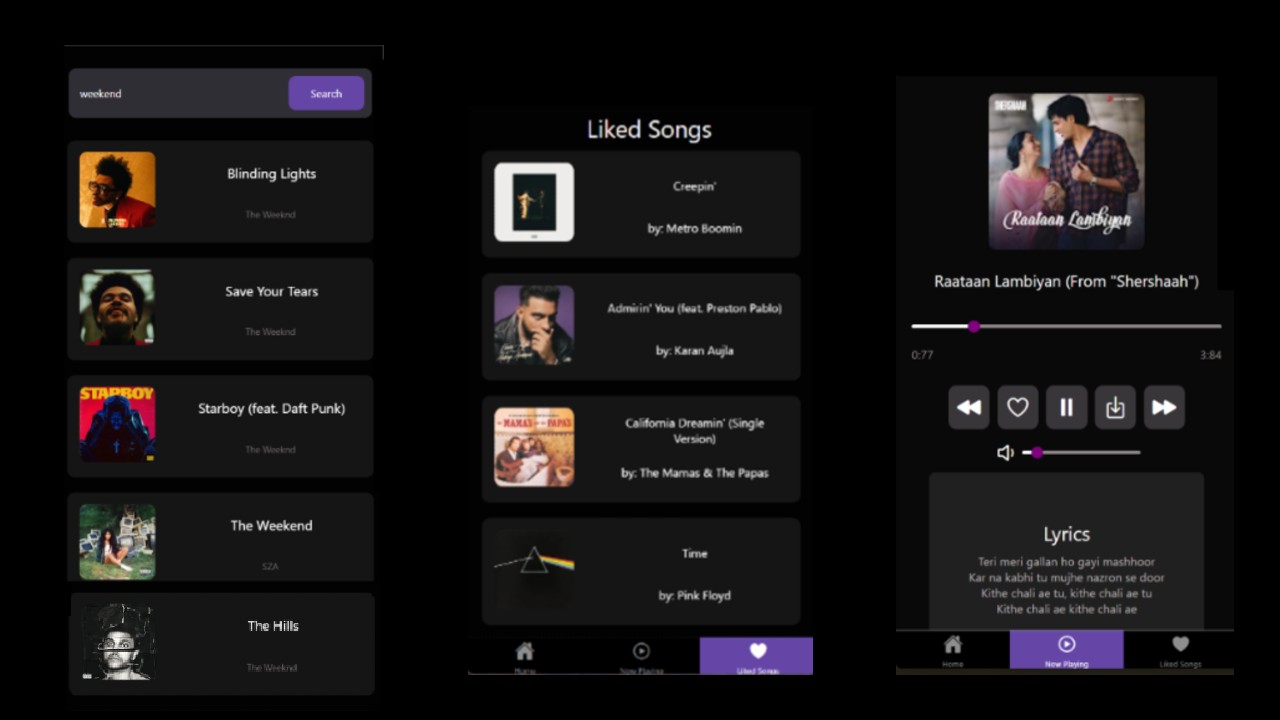 weekend
Search
Blinding Lights
The Weeknd
Save Your Tears
The Weeknd
STARBOY
Starboy (feat. Daft Punk)
The Weeknd
The Weekend
SZA
The Hills
The Weeknd
Liked Songs
Creepin'
by: Metro Boomin
Admirin' You (feat. Preston Pablo)
by: Karan Aujla
The MAMAS and the PAPAS
California Dreamin' (Single
Version)
by: The Mamas & The Papas
Time
by: Pink Floyd
Home
Now Playing
Liked Songs
SHERSHAAH
Raataan Lambiyan
Raataan Lambiyan (From "Shershaah")
0:77
3:84
Lyrics
Teri meri gallan ho gayi mashhoor
Kar na kabhi tu mujhe nazron se door
Kithe chali ae tu, kithe chali ae tu
Kithe chali ae kithe chali ae
Home
Now Playing
Liked Songs